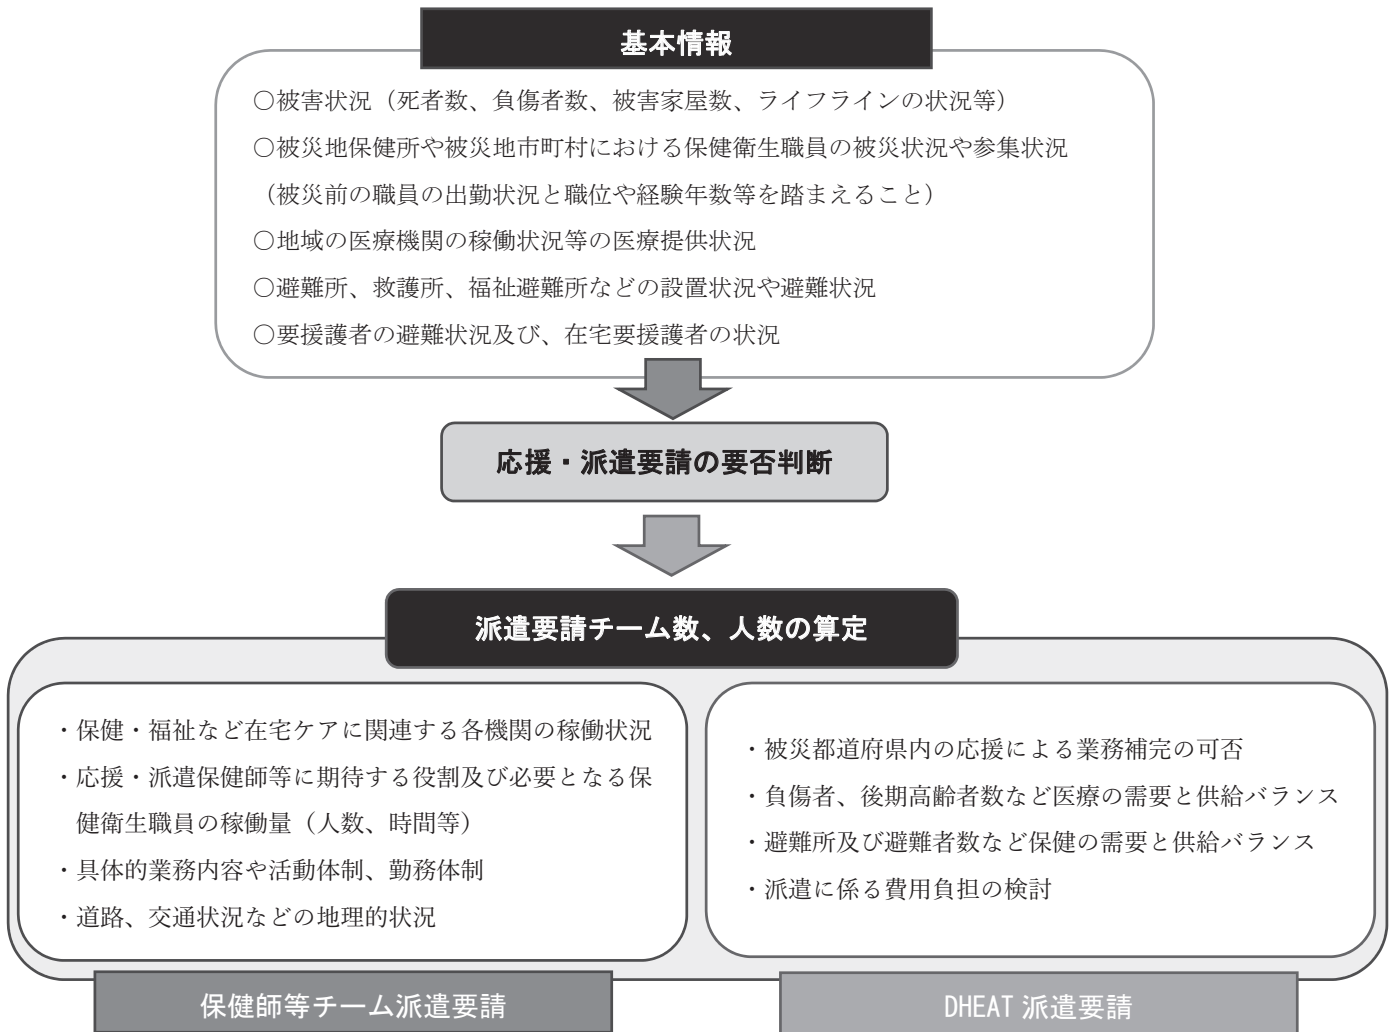 基本情報
○被害状況（死者数、負傷者数、被害家屋数、ライフラインの状況等）
○被災地保健所や被災地市町村における保健衛生職員の被災状況や参集状況
（被災前の職員の出勤状況と職位や経験年数等を踏まえること）
○地域の医療機関の稼働状況等の医療提供状況
○避難所、救護所、福祉避難所などの設置状況や避難状況
○要援護者の避難状況及び、在宅要援護者の状況
応援・派遣要請の要否判断
派遣要請チーム数、人数の算定
・保健・福祉など在宅ケアに関連する各機関の稼働状況
・応援・派遣保健師等に期待する役割及び必要となる保
健衛生職員の稼働量（人数、時間等）
・具体的業務内容や活動体制、勤務体制
・道路、交通状況などの地理的状況
保健師等チーム派遣要請
・被災都道府県内の応援による業務補完の可否
・負傷者、後期高齢者数など医療の需要と供給バランス
・避難所及び避難者数など保健の需要と供給バランス
・派遣に係る費用負担の検討
DHEAT 派遣要請